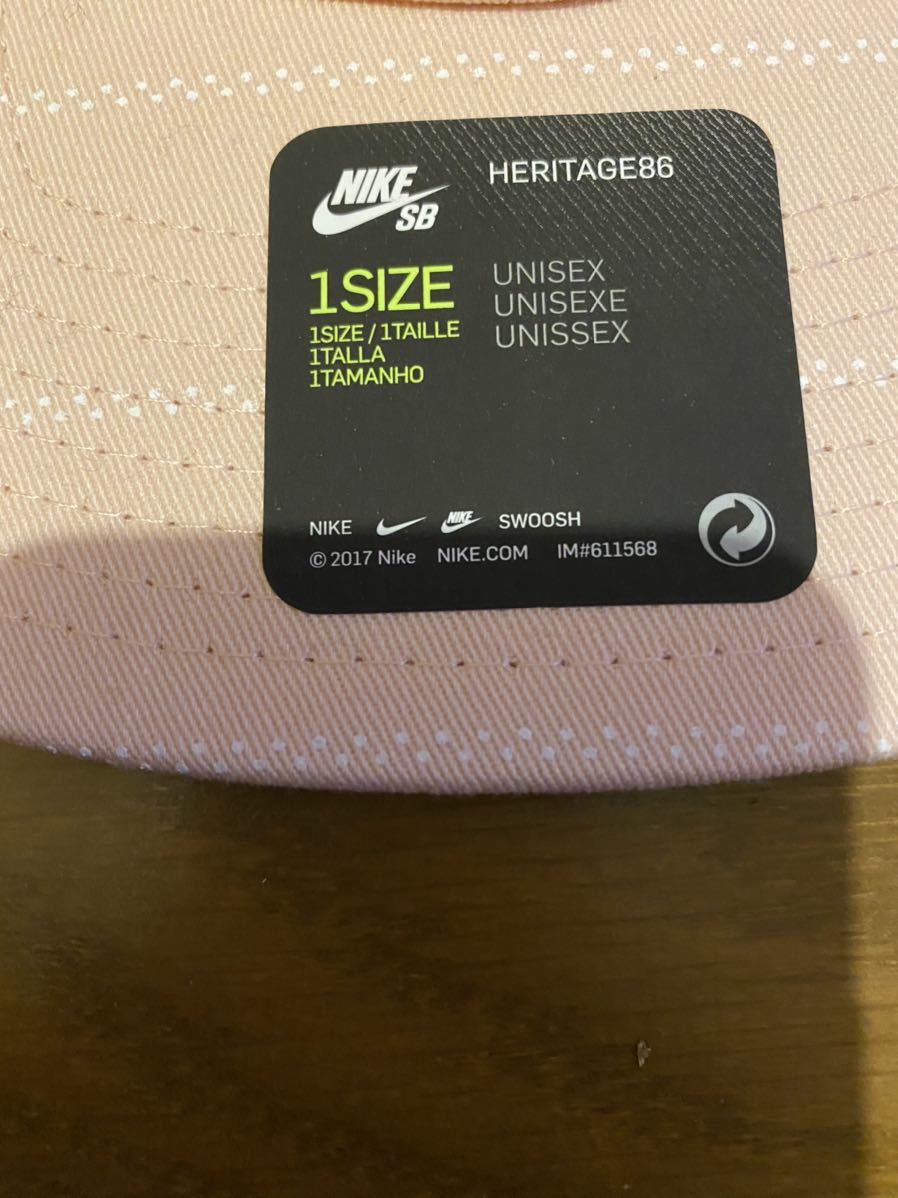 NIKE
SB
HERITAGE86
1SIZE
1SIZE / 1TAILLE
1TALLA
1TAMANHO
UNISEX
UNISEXE
UNISSEX
NIKE NIKE SWOOSH
© 2017 Nike NIKE.COM IM#611568